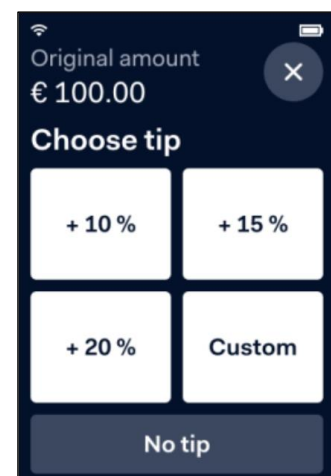 Original amount
€ 100.00
Choose tip
+ 10 %
+ 15 %
+ 20 %
Custom
No tip